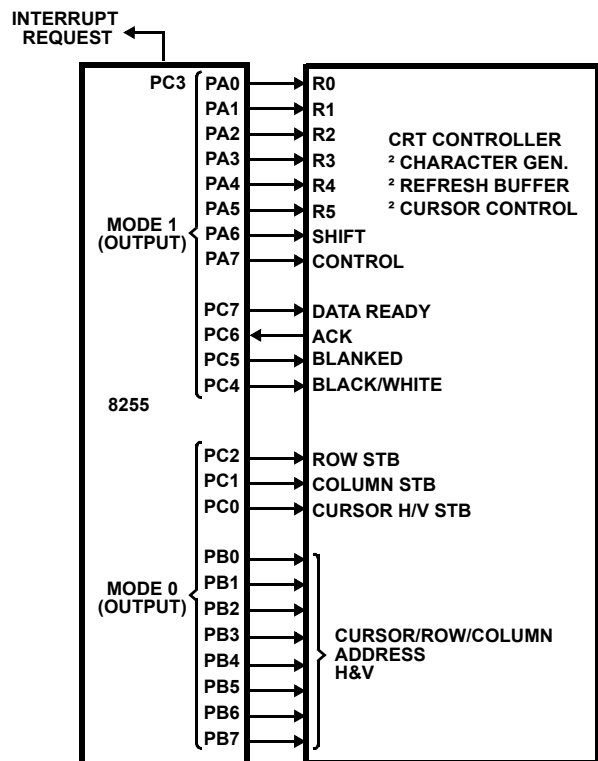 INTERRUPT
REQUEST
PC3 PA0 R0
PA1 R1
PA2 R2
PA3 R3
PA4 R4
PA5 R5
PA6 SHIFT
PA7 CONTROL
CRT CONTROLLER
² CHARACTER GEN.
² REFRESH BUFFER
² CURSOR CONTROL
MODE 1
(OUTPUT)
PC7 DATA READY
PC6 ACK
PC5 BLANKED
PC4 BLACK/WHITE
8255
PC2 ROW STB
PC1 COLUMN STB
PC0 CURSOR H/V STB
PB0
PB1
PB2
PB3
PB4
PB5
PB6
PB7
MODE 0
(OUTPUT)
CURSOR/ROW/COLUMN
ADDRESS
H&V